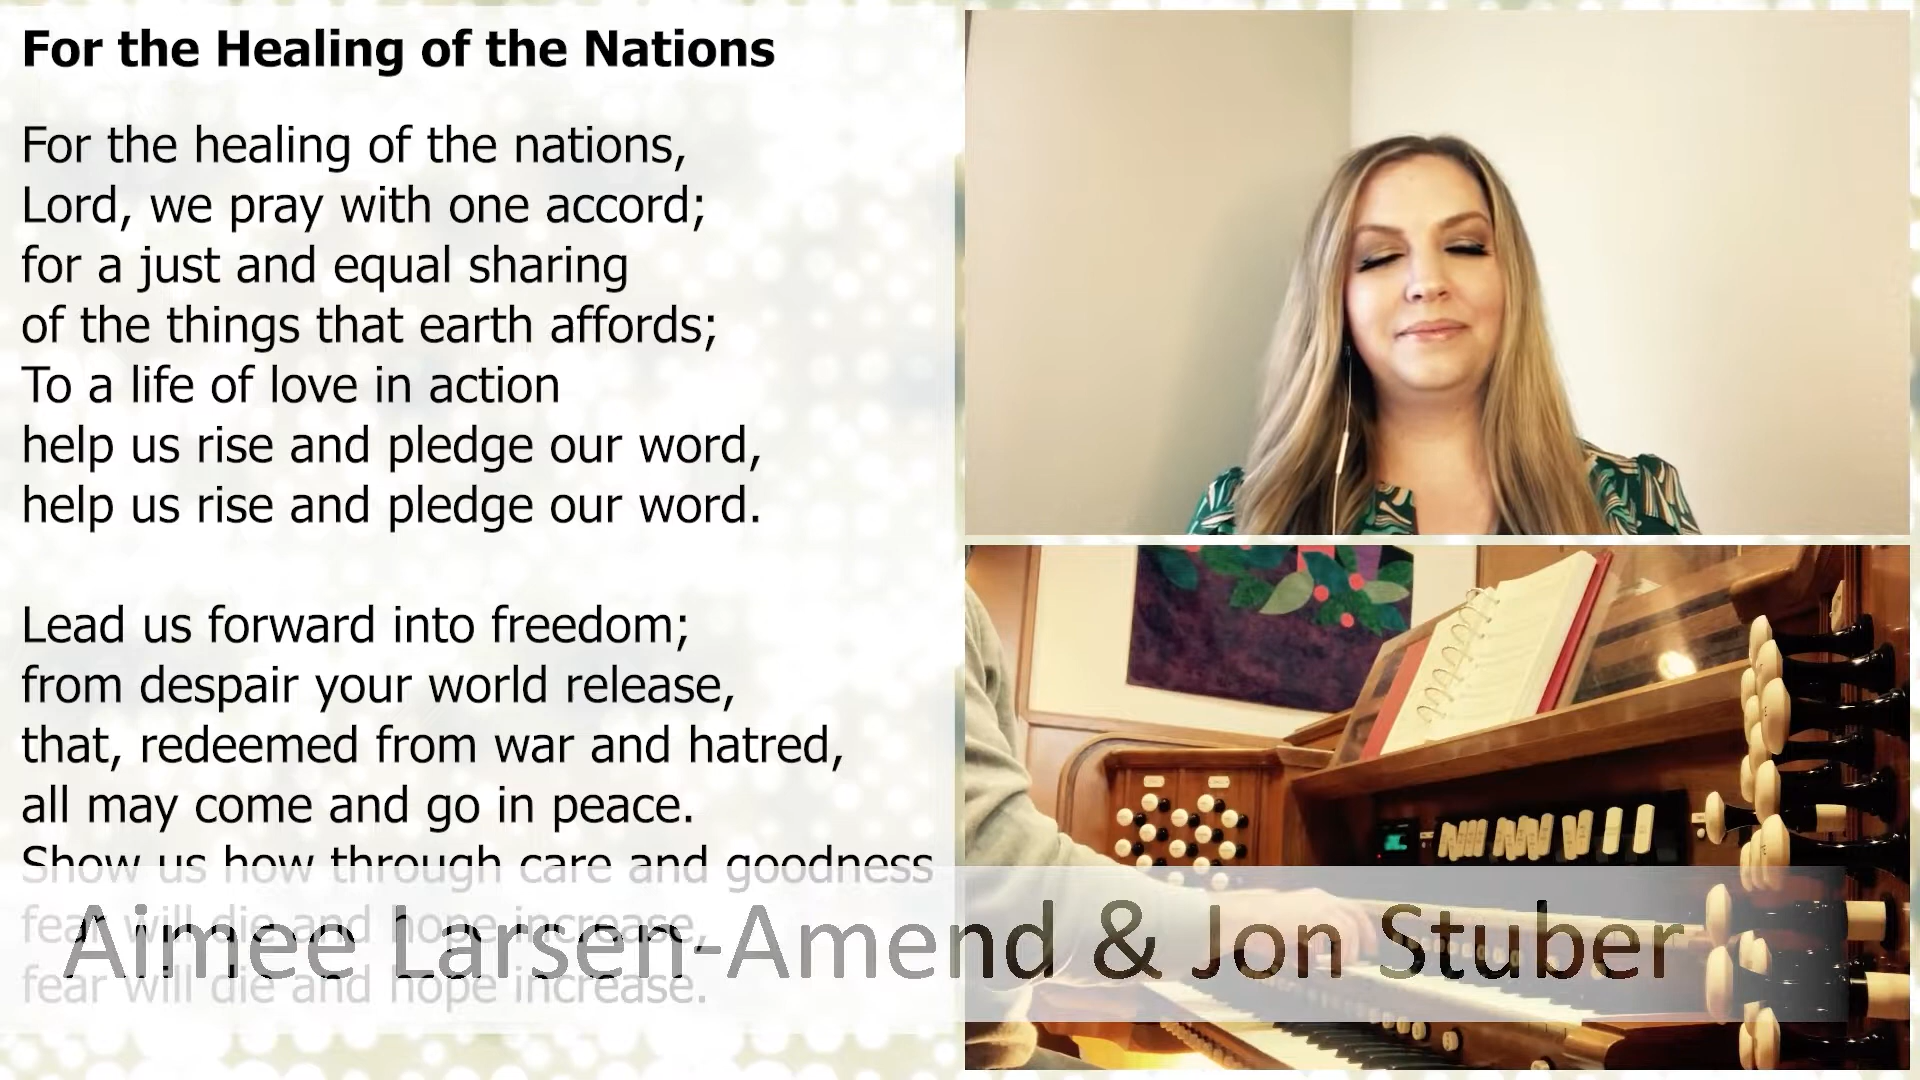 For the Healing of the Nations
For the healing of the nations,
Lord, we pray with one accord;
for a just and equal sharing
of the things that earth affords;
To a life of love in action
help us rise and pledge our word,
help us rise and pledge our word.
Lead us forward into freedom;
from despair your world release,
that, redeemed from war and hatred,
all may come and go in peace.
Show us how through care and goodness
fear will die and hope increase,
fear will die and hope increase.
Aimee Larsen-Amend & Jon Stuber